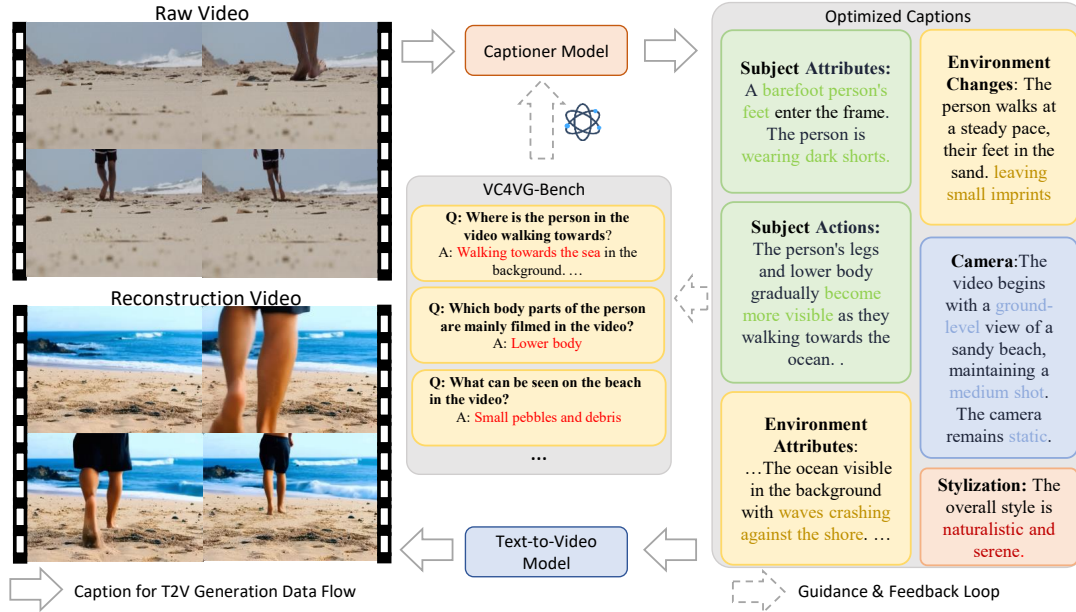 Raw Video
Captioner Model
Optimized Captions
Subject Attributes:
A barefoot person's
feet enter the frame.
The person is
wearing dark shorts.
Environment
Changes: The
person walks at
a steady pace,
their feet in the
sand. leaving
small imprints
VC4VG-Bench
Q: Where is the person in the
video walking towards?
A: Walking towards the sea in the
background. …
Q: Which body parts of the person
are mainly filmed in the video?
A: Lower body
Q: What can be seen on the beach
in the video?
A: Small pebbles and debris
…
Subject Actions:
The person's legs
and lower body
gradually become
more visible as they
walking towards the
ocean. .
Camera:The
video begins
with a ground-
level view of a
sandy beach,
maintaining a
medium shot.
The camera
remains static.
Environment
Attributes:
…The ocean visible
in the background
with waves crashing
against the shore. …
Stylization: The
overall style is
naturalistic and
serene.
Reconstruction Video
Text-to-Video
Model
Caption for T2V Generation Data Flow
Guidance & Feedback Loop